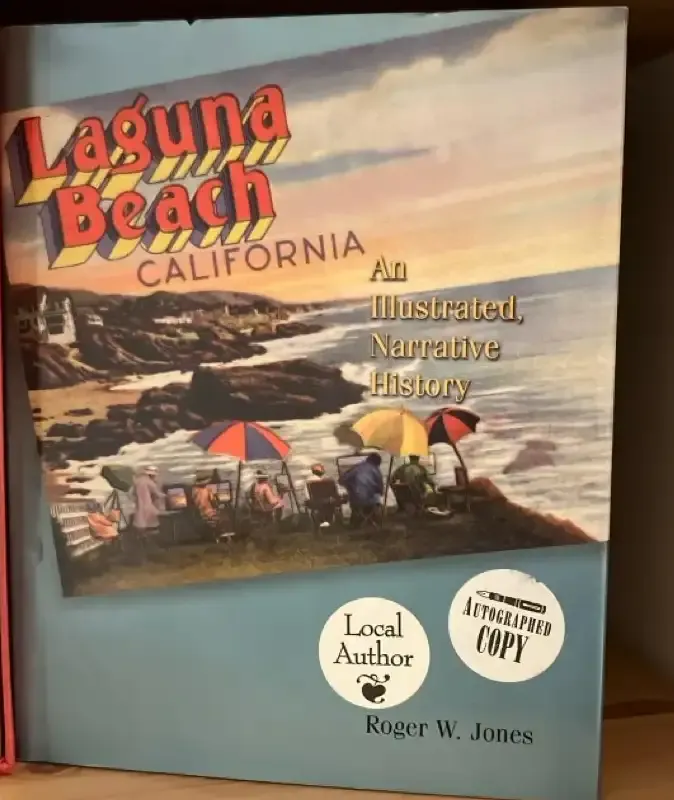 Laguna
Beach
CALIFORNIA
An
Illustrated,
Narrative
History
Local
Author
AUTOGRAPHED
COPY
Roger W. Jones